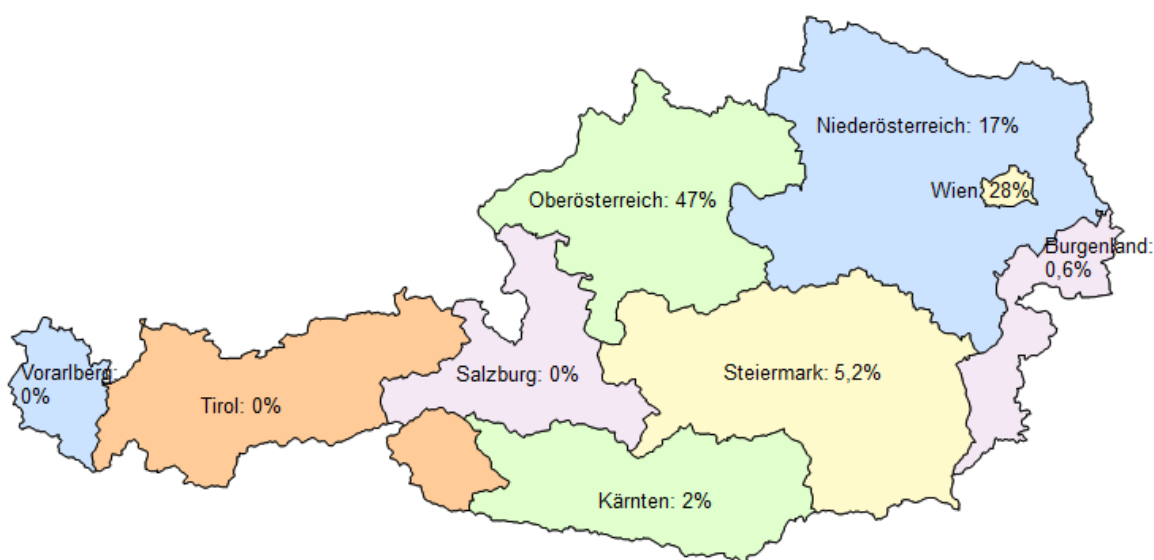 Niederösterreich: 17%
Wien: 28%
Oberösterreich: 47%
Burgenland:
0,6%
Vorarlberg:
0%
Tirol: 0%
Salzburg: 0%
Steiermark: 5,2%
Kärnten: 2%